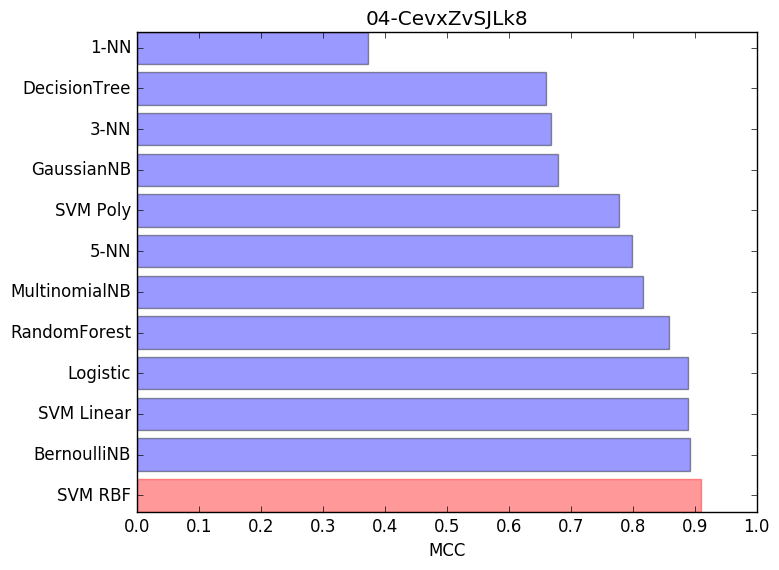 04-CevxZvSJLk8
1-NN
DecisionTree
3-NN
GaussianNB
SVM Poly
5-NN
MultinomialNB
RandomForest
Logistic
SVM Linear
BernoulliNB
SVM RBF
0.0 0.1 0.2 0.3 0.4 0.5 0.6 0.7 0.8 0.9 1.0
MCC